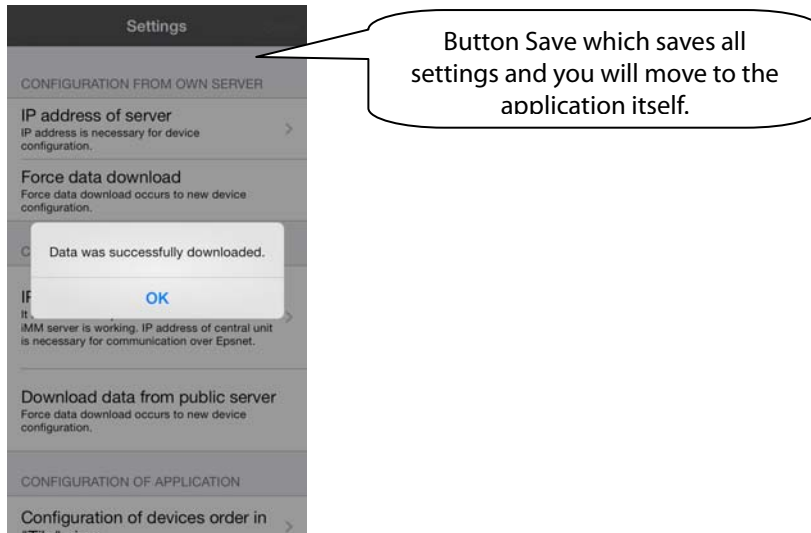 Settings
Button Save which saves all
settings and you will move to the
application itself.
CONFIGURATION FROM OWN SERVER
IP address of server
IP address is necessary for device
configuration.
Force data download
Force data download occurs to new device
configuration.
C
Data was successfully downloaded.
OK
IP
It
iMM server is working. IP address of central unit
is necessary for communication over Epsnet.
Download data from public server
Force data download occurs to new device
configuration.
CONFIGURATION OF APPLICATION
Configuration of devices order in